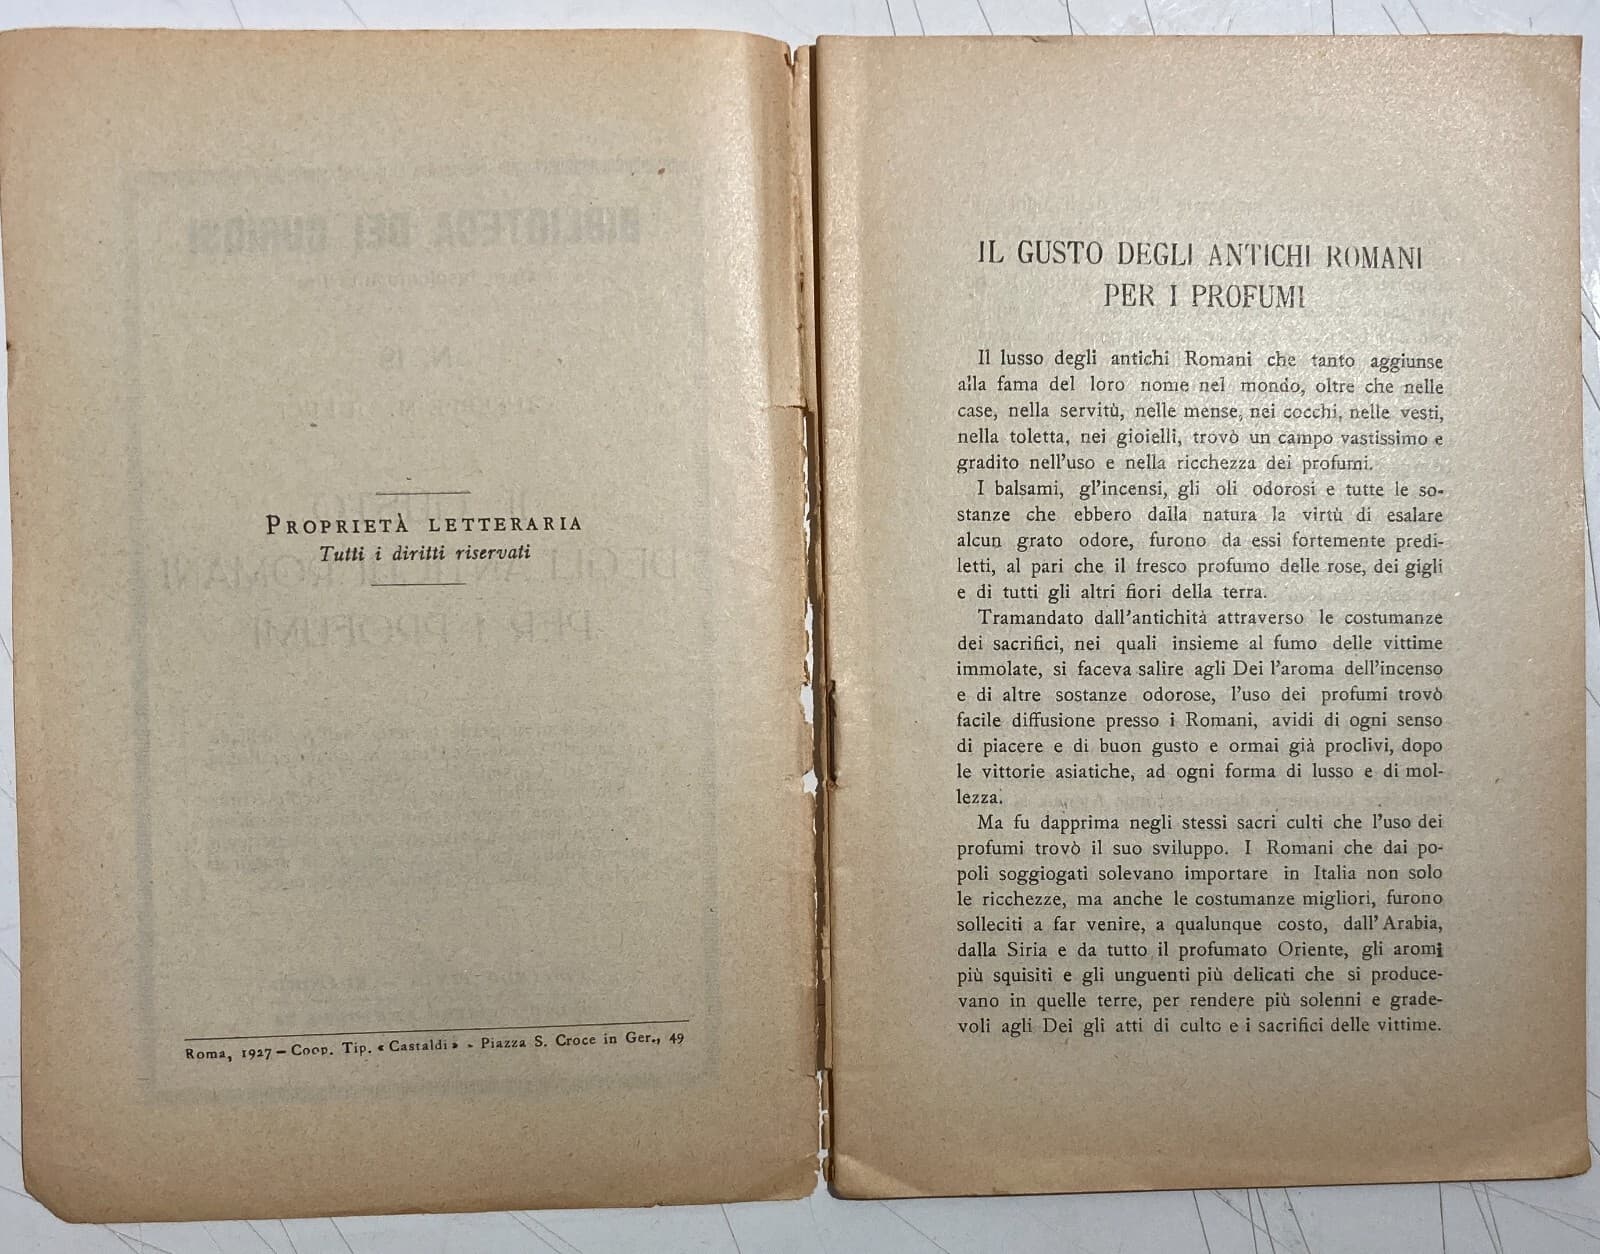 PROPRIETÀ LETTERARIA
Tutti i diritti riservati
Roma, 1927 – Coop. Tip. « Castaldi » - Piazza S. Croce in Ger., 49
IL GUSTO DEGLI ANTICHI ROMANI
PER I PROFUMI
Il lusso degli antichi Romani che tanto aggiunse
alla fama del loro nome nel mondo, oltre che nelle
case, nella servitù, nelle mense, nei cocchi, nelle vesti,
nella toletta, nei gioielli, trovò un campo vastissimo e
gradito nell'uso e nella ricchezza dei profumi.
I balsami, gl'incensi, gli oli odorosi e tutte le so-
stanze che ebbero dalla natura la virtù di esalare
alcun grato odore, furono da essi fortemente predi-
letti, al pari che il fresco profumo delle rose, dei gigli
e di tutti gli altri fiori della terra.
Tramandato dall'antichità attraverso le costumanze
dei sacrifici, nei quali insieme al fumo delle vittime
immolate, si faceva salire agli Dei l'aroma dell'incenso
e di altre sostanze odorose, l'uso dei profumi trovò
facile diffusione presso i Romani, avidi di ogni senso
di piacere e di buon gusto e ormai già proclivi, dopo
le vittorie asiatiche, ad ogni forma di lusso e di mol-
lezza.
Ma fu dapprima negli stessi sacri culti che l'uso dei
profumi trovò il suo sviluppo. I Romani che dai po-
poli soggiogati solevano importare in Italia non solo
le ricchezze, ma anche le costumanze migliori, furono
solleciti a far venire, a qualunque costo, dall'Arabia,
dalla Siria e da tutto il profumato Oriente, gli aromi
più squisiti e gli unguenti più delicati che si produce-
vano in quelle terre, per rendere più solenni e grade-
voli agli Dei gli atti di culto e i sacrifici delle vittime.